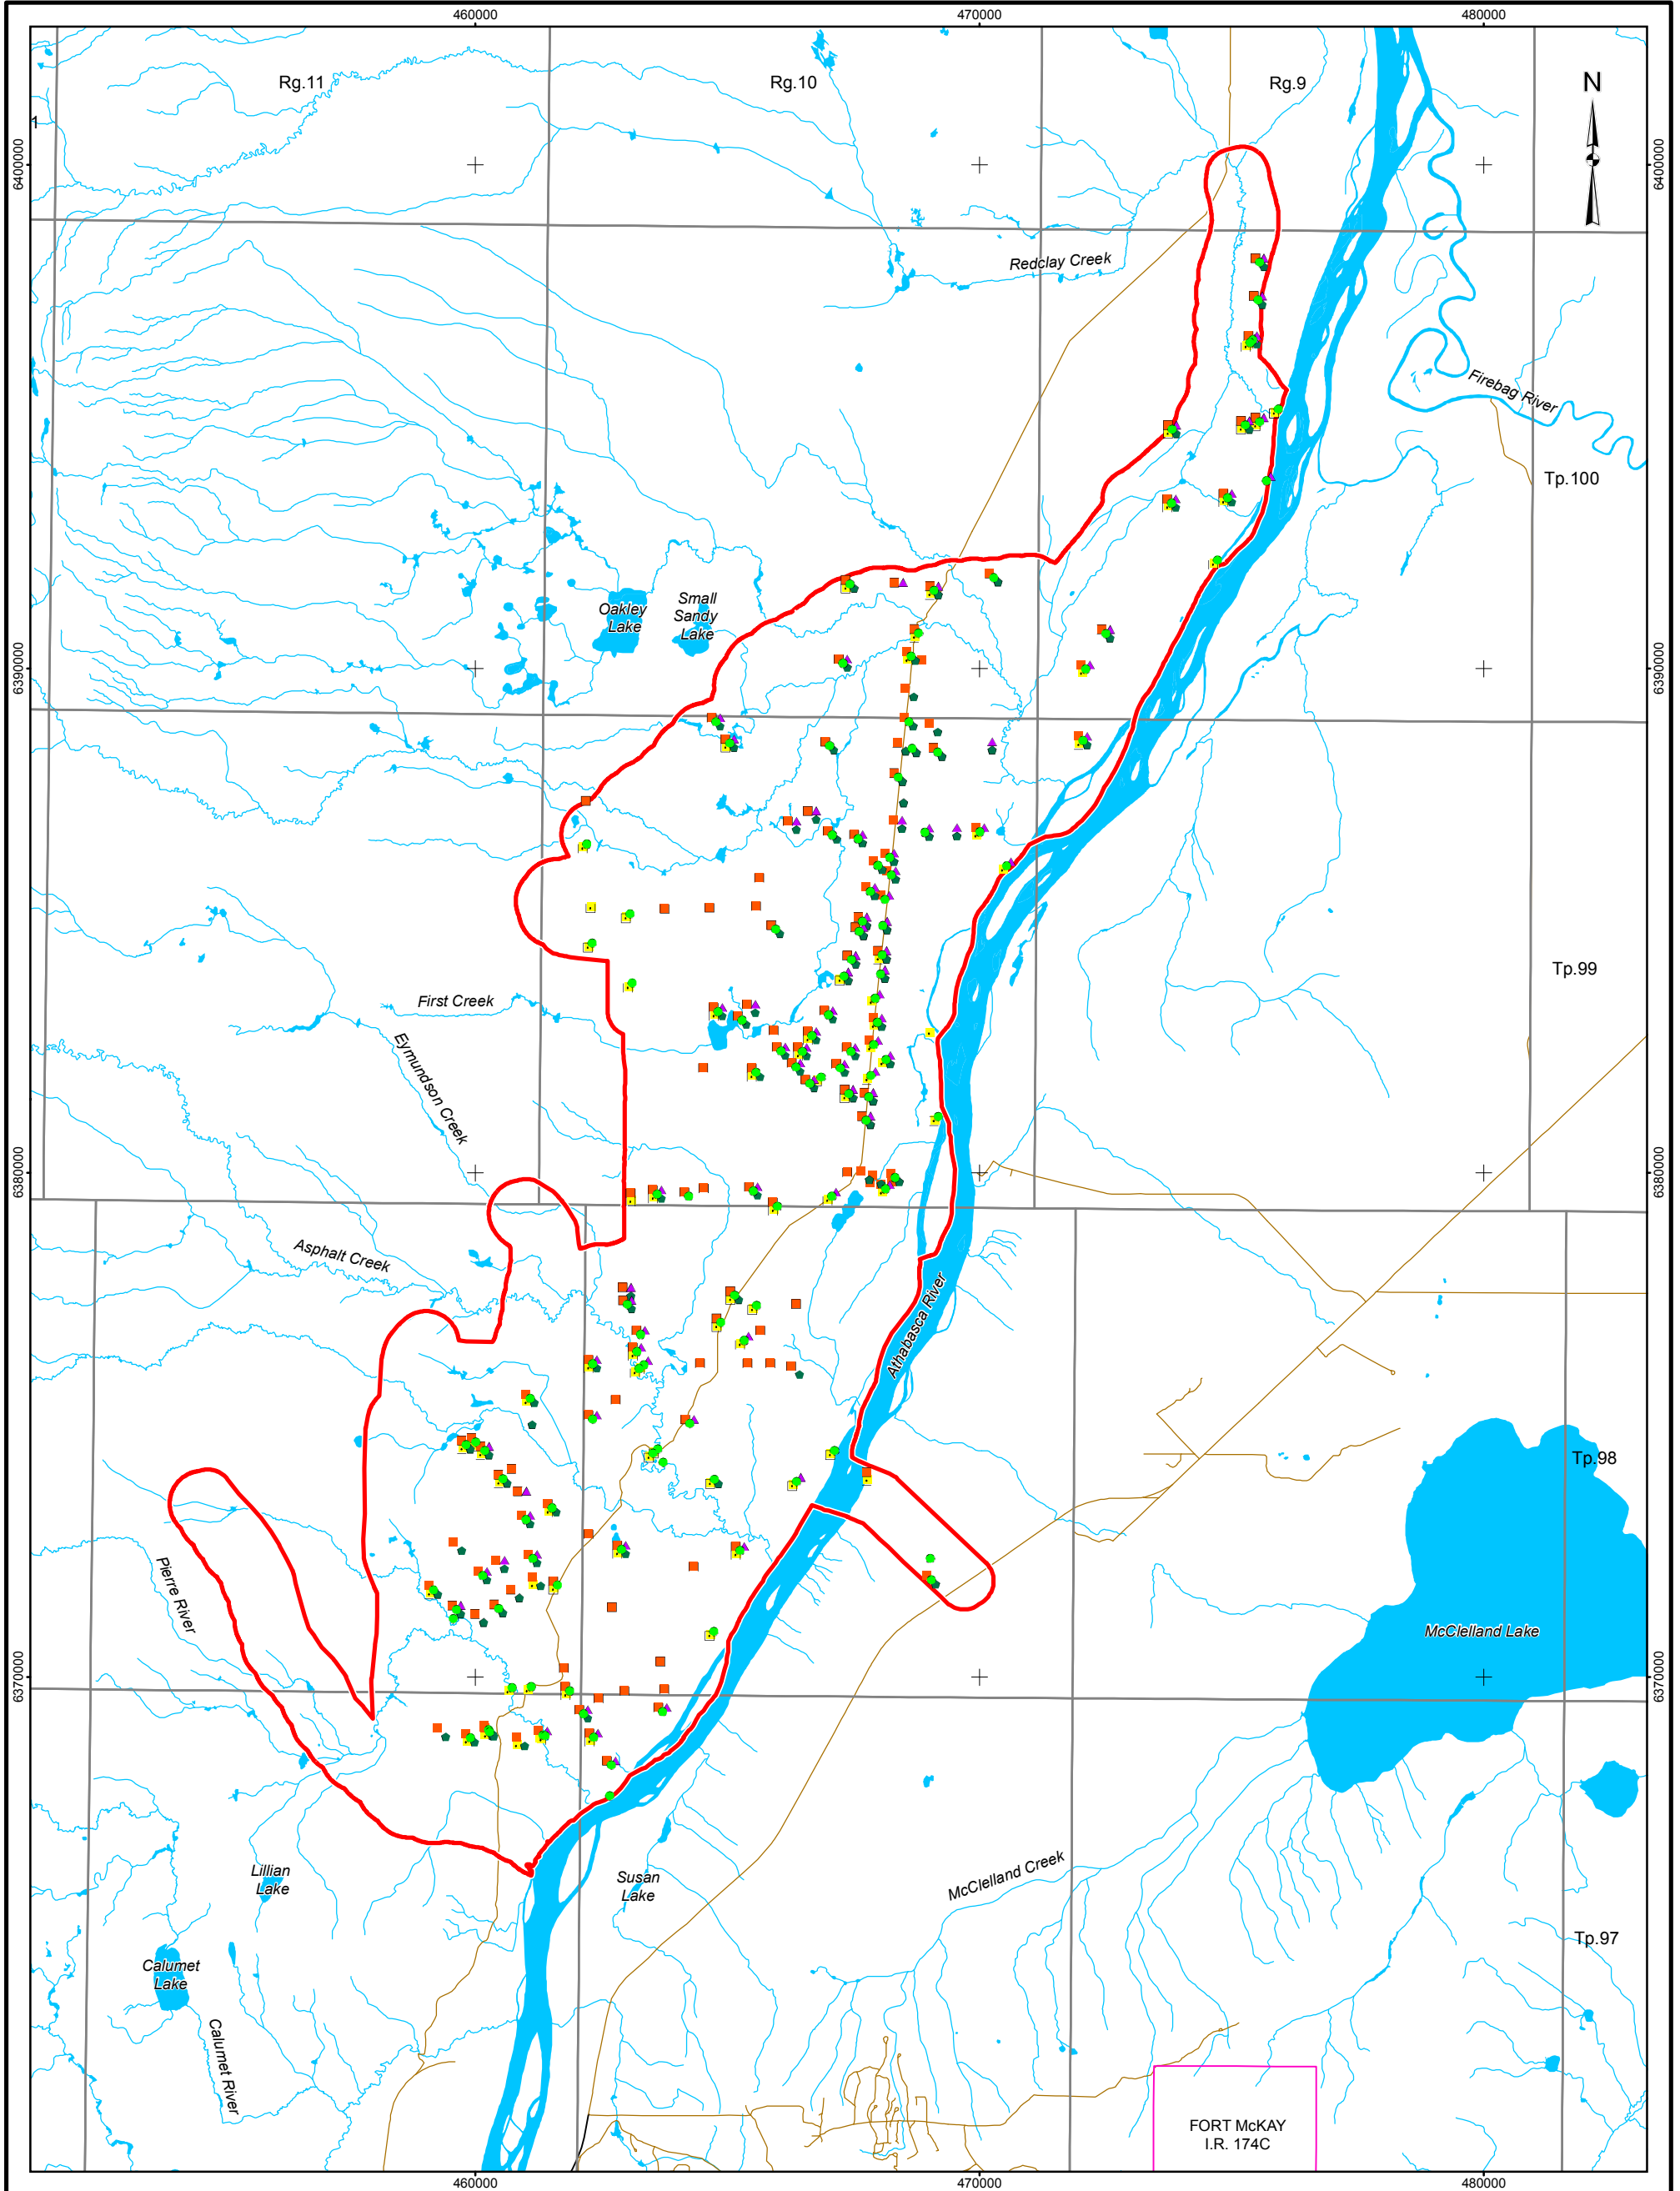 460000
470000
480000
Rg.11
Rg.10
Rg.9
N
1
6400000
6400000
Redclay Creek
Firebag River
Tp.100
Oakley
Lake
Small
Sandy
Lake
6390000
6390000
Tp.99
First Creek
Eymundson Creek
6380000
6380000
Asphalt Creek
Athabasca River
Tp.98
Pierre River
McClelland Lake
6370000
6370000
Lillian
Lake
Susan
Lake
McClelland Creek
Tp.97
Calumet
Lake
Calumet River
FORT McKAY
I.R. 174C
460000
470000
480000